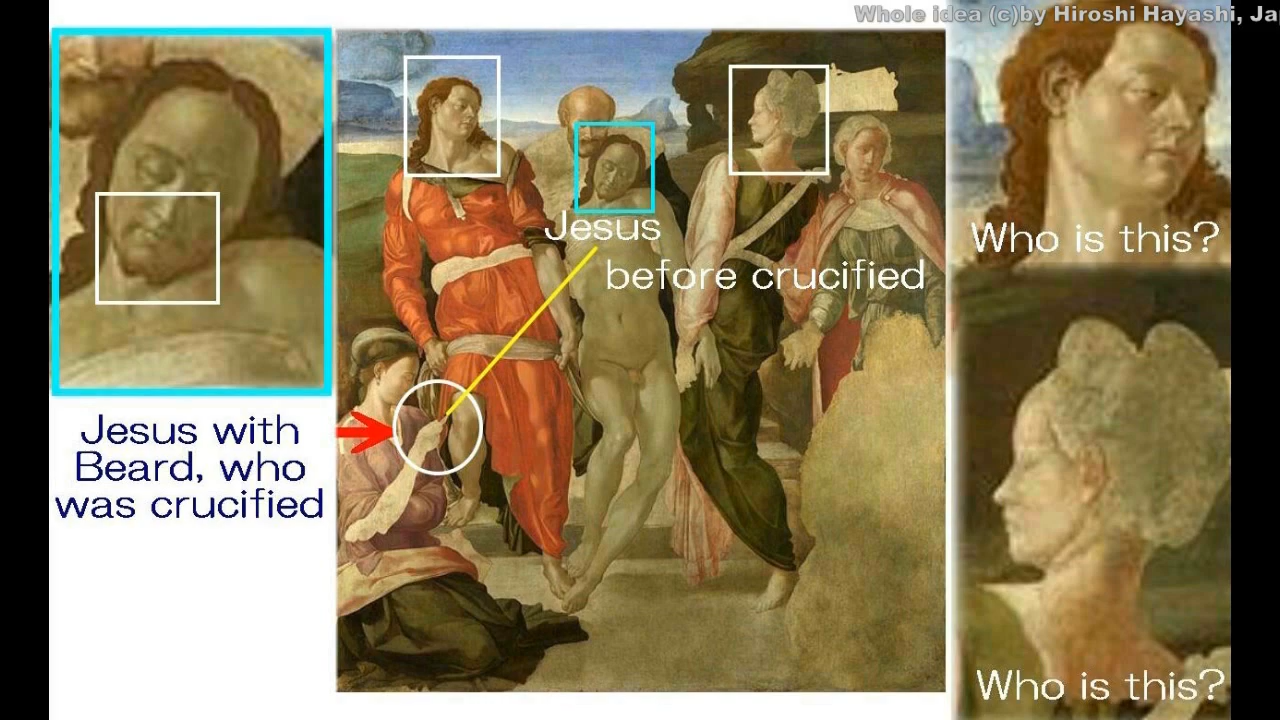 Whole idea (c)by Hiroshi Hayashi, Ja
Jesus
before crucified
Who is this?
Jesus with
Beard, who
was crucified
Who is this?